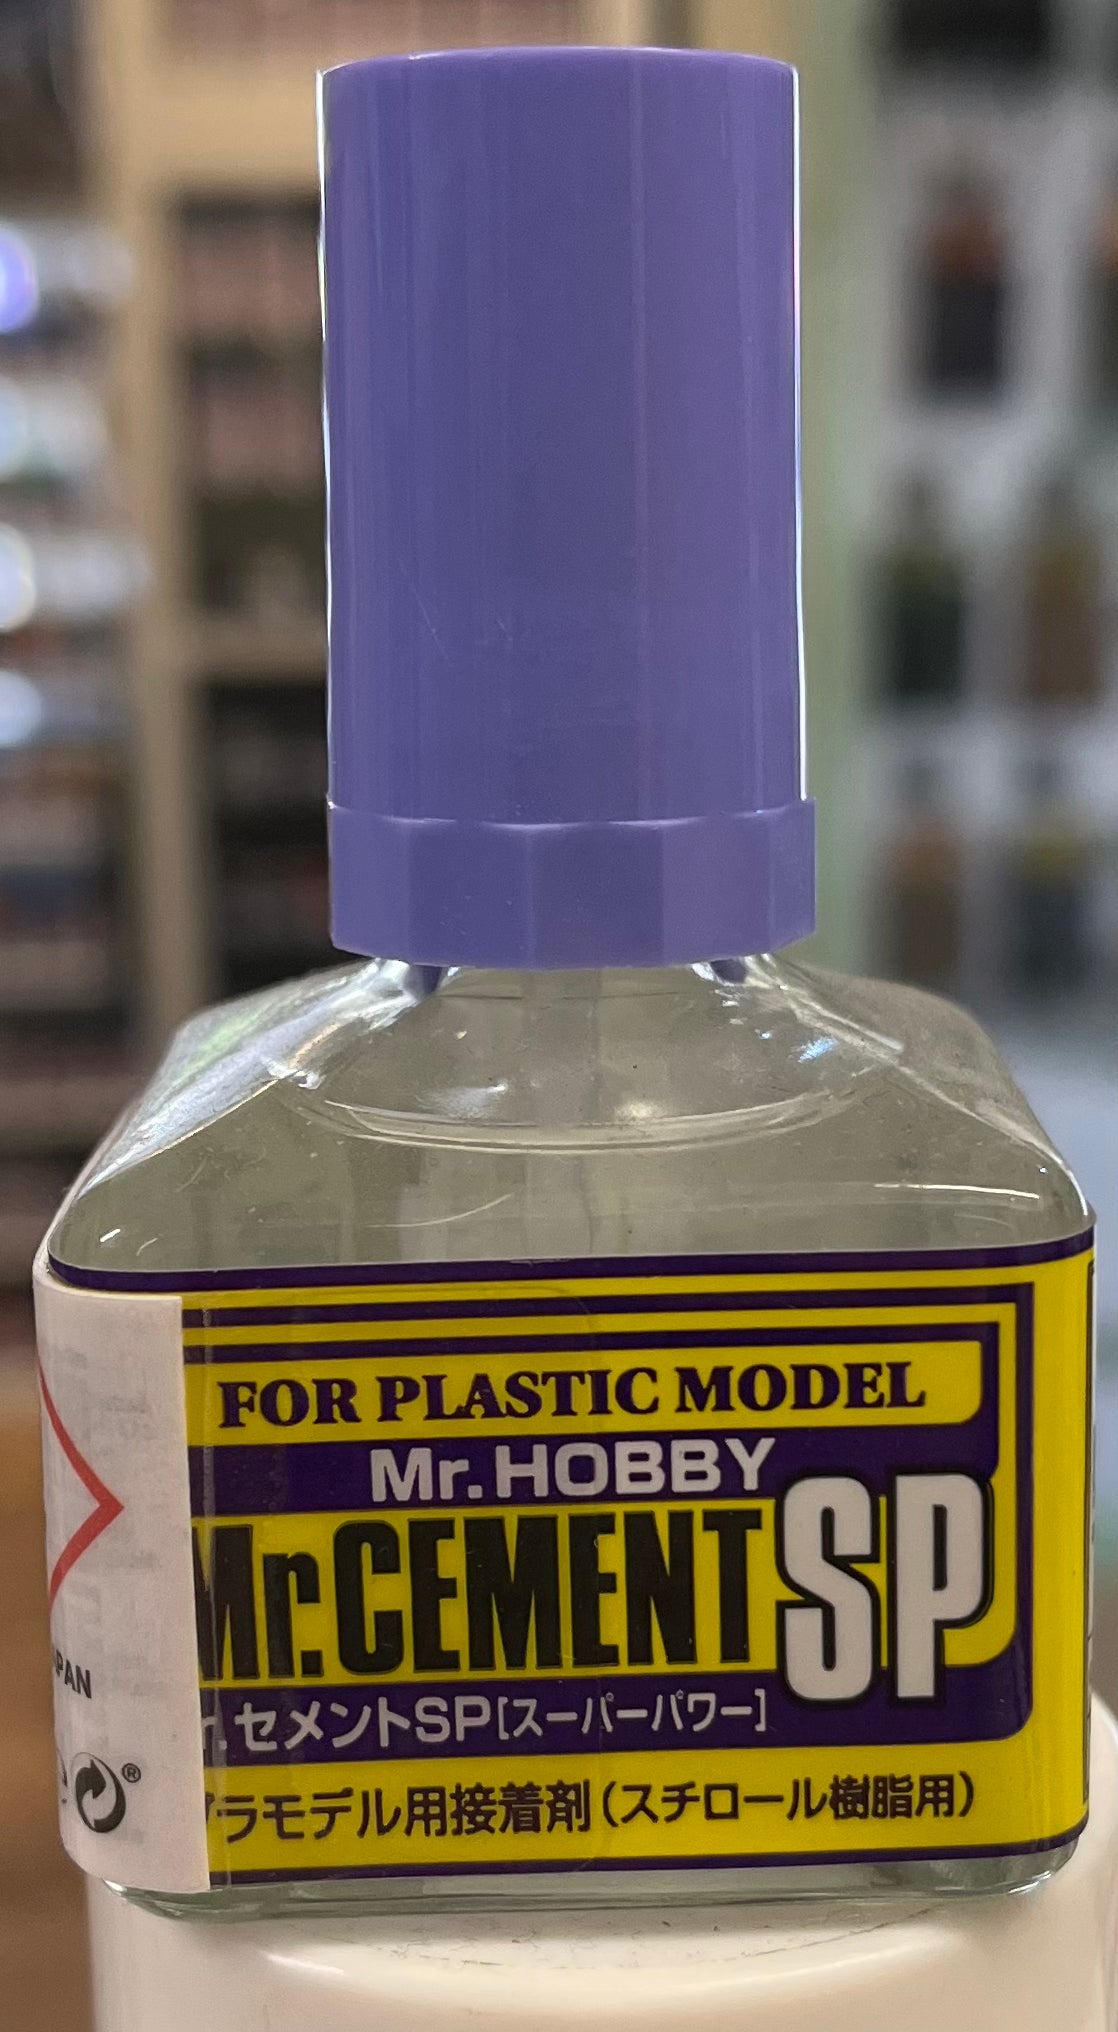 FOR PLASTIC MODEL
Mr.HOBBY
Mr.CEMENT SP
r.セメントSP[スーパーパワー]
ラモデル用接着剤(スチロール樹脂用)
PAN
®